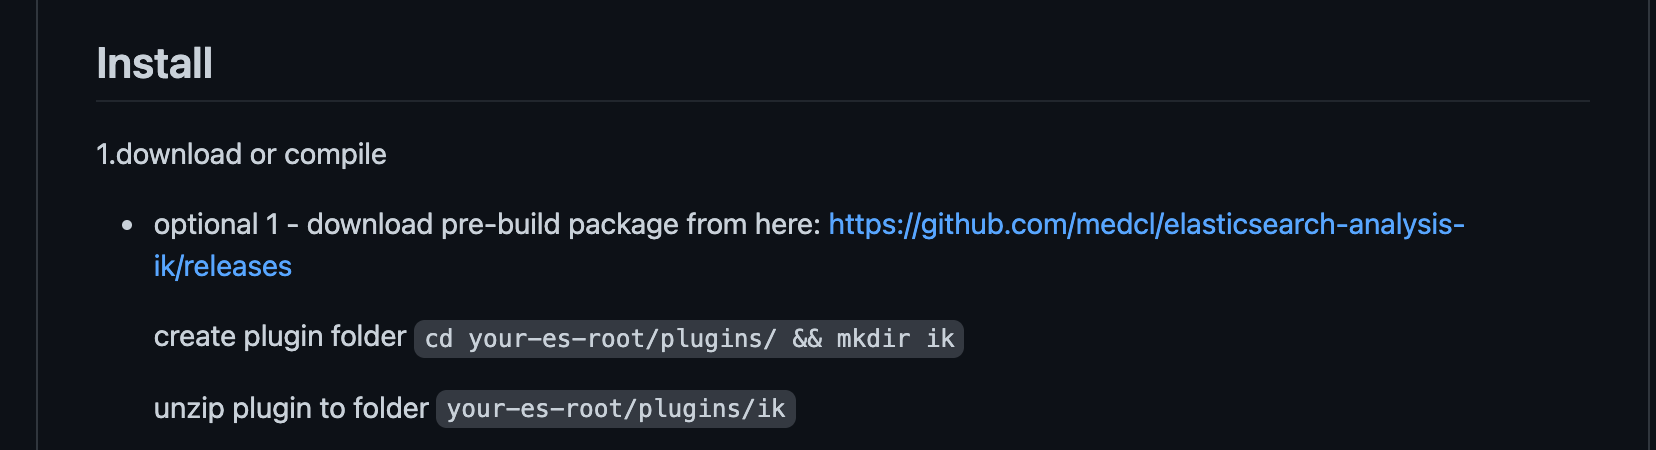 Install
1.download or compile
• optional 1 - download pre-build package from here: https://github.com/medcl/elasticsearch-analysis-
ik/releases
create plugin folder cd your-es-root/plugins/ && mkdir ik
unzip plugin to folder your-es-root/plugins/ik